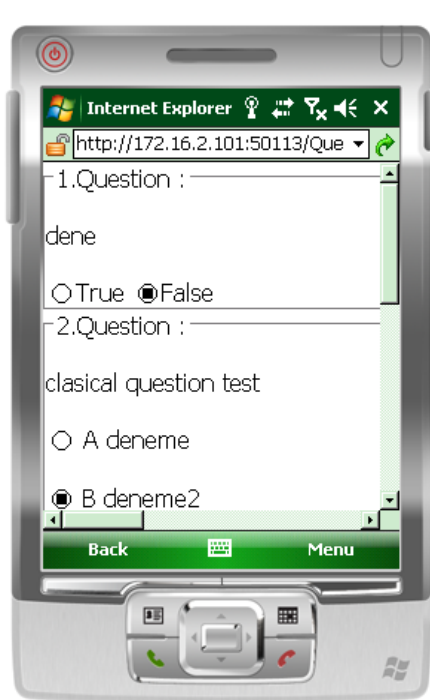 Internet Explorer
http://172.16.2.101:50113/Que
1.Question :
dene
True False
2.Question :
clasical question test
A deneme
B deneme2
Back Menu